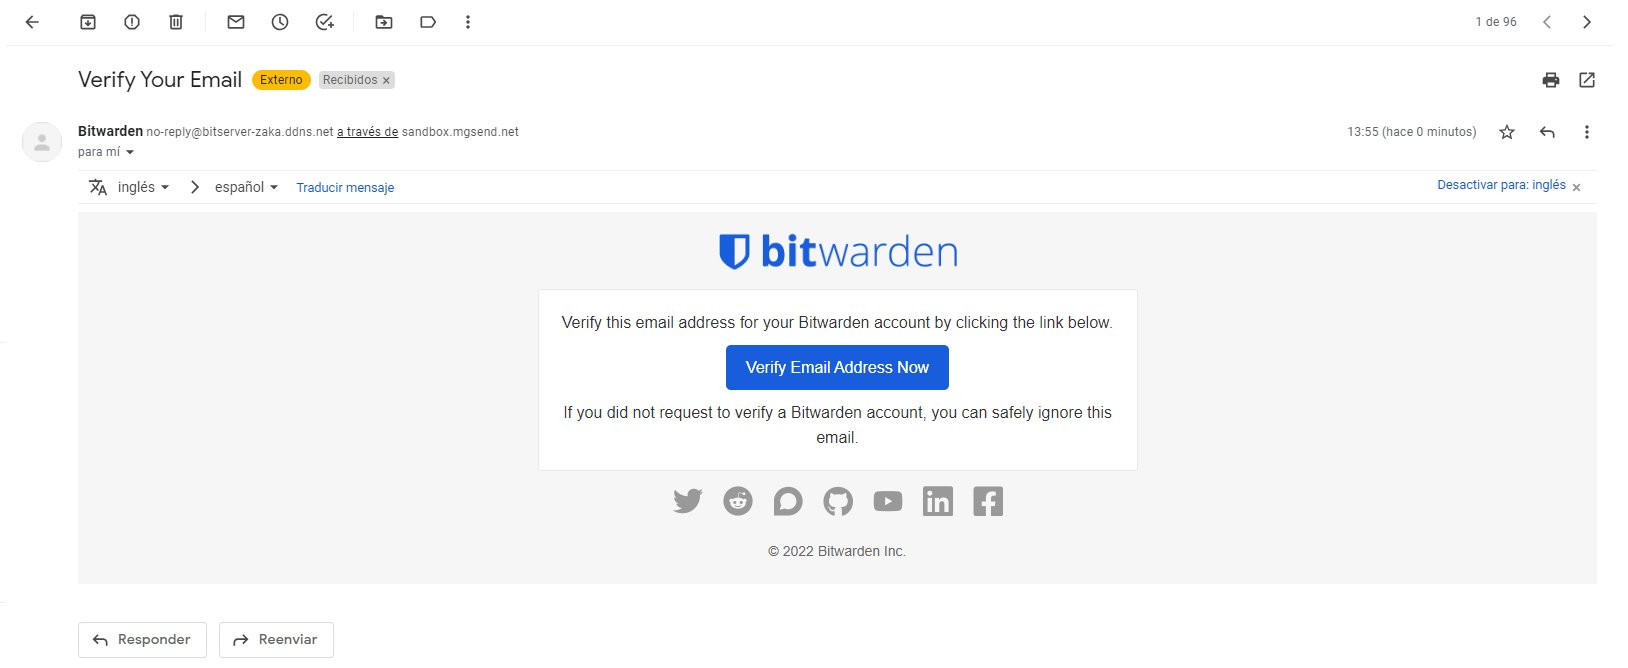 1 de 96
Verify Your Email Externo Recibidos ×
Bitwarden no-reply@bitserver-zaka.ddns.net a través de sandbox.mgsend.net
13:55 (hace 0 minutos)
para mí
inglés español Traducir mensaje
Desactivar para: inglés ×
bitwarden
Verify this email address for your Bitwarden account by clicking the link below.
Verify Email Address Now
If you did not request to verify a Bitwarden account, you can safely ignore this
email.
© 2022 Bitwarden Inc.
Responder
Reenviar